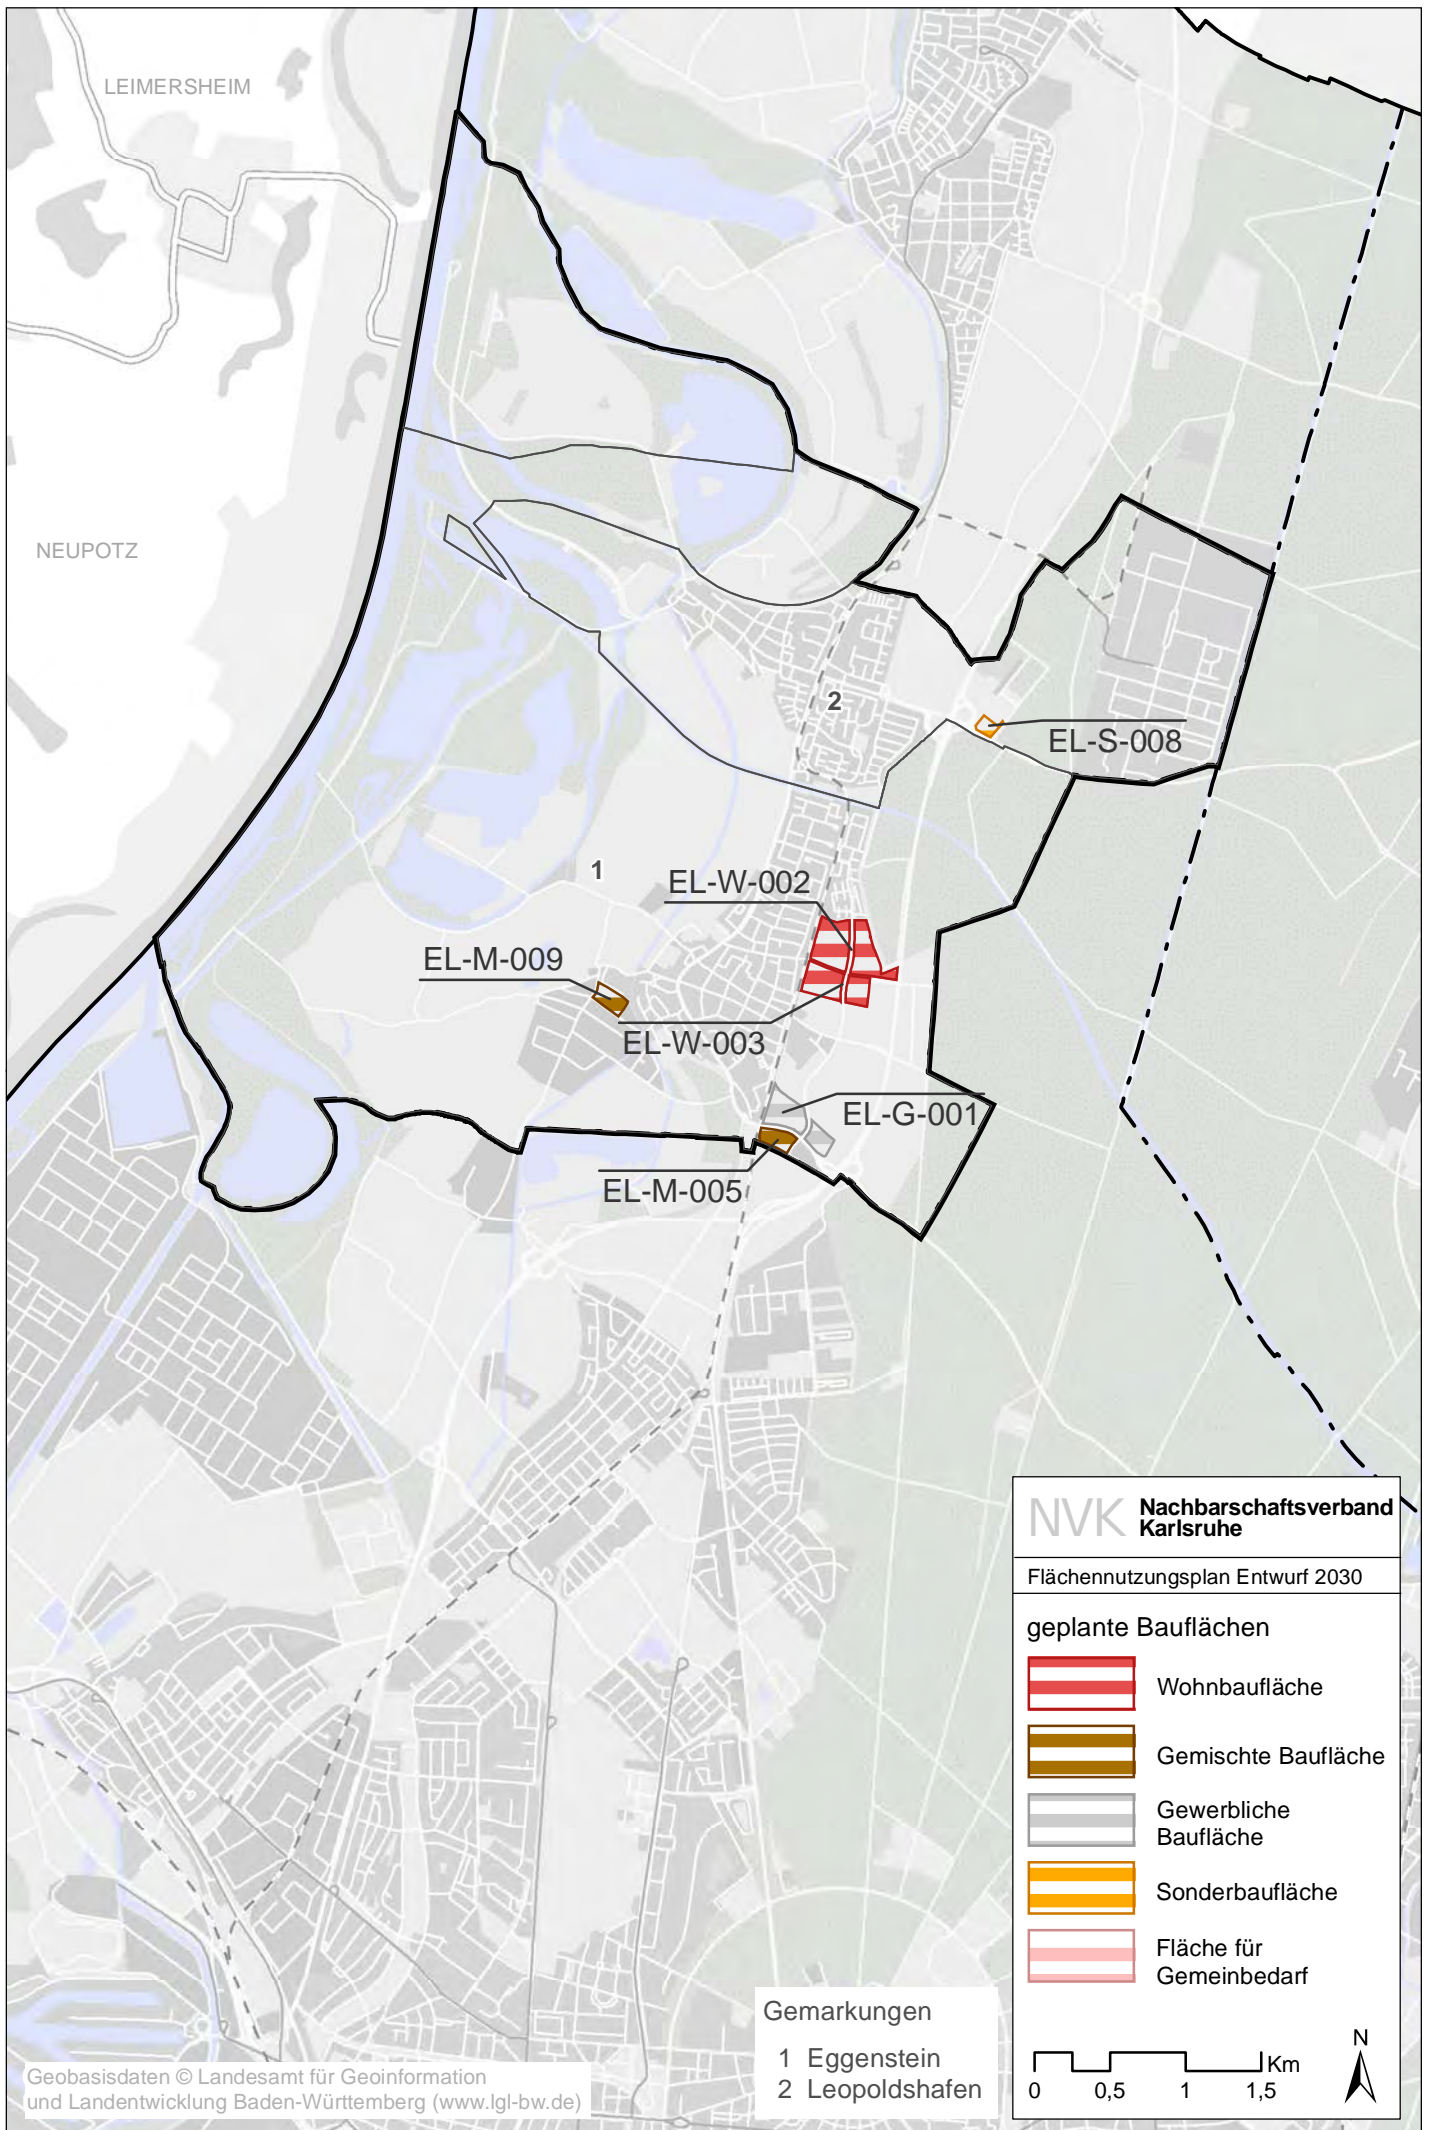 LEIMERSHEIM
NEUPOTZ
2
EL-S-008
1
EL-W-002
EL-M-009
EL-W-003
EL-G-001
EL-M-005
NVK Nachbarschaftsverband
Karlsruhe
Flächennutzungsplan Entwurf 2030
geplante Bauflächen
Wohnbaufläche
Gemischte Baufläche
Gewerbliche
Baufläche
Sonderbaufläche
Fläche für
Gemeinbedarf
N
Km
0 0,5 1 1,5
Gemarkungen
1 Eggenstein
2 Leopoldshafen
Geobasisdaten © Landesamt für Geoinformation
und Landentwicklung Baden-Württemberg (www.lgl-bw.de)